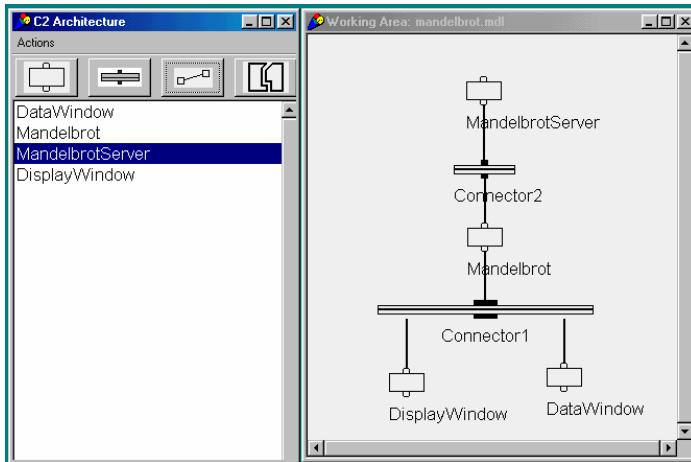 C2 Architecture
Actions
DataWindow
Mandelbrot
MandelbrotServer
DisplayWindow
Working Area: mandelbrot.mdl
MandelbrotServer
Connector2
Mandelbrot
Connector1
DisplayWindow
DataWindow